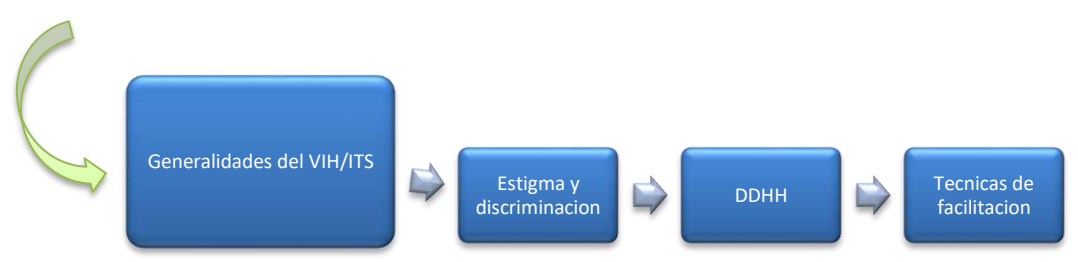 Generalidades del VIH/ITS
Estigma y
discriminacion
DDHH
Tecnicas de
facilitacion